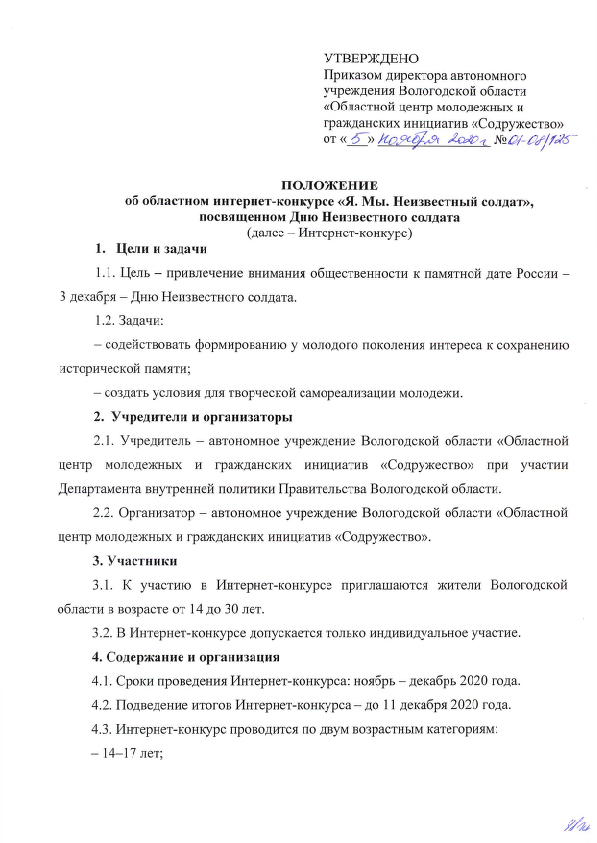 УТВЕРЖДЕНО
Приказом директора автономного
учреждения Вологодской области
«Областной центр молодежных и
гражданских инициатив «Содружество»
от « 5 » ноября 2020 г №01-08/125
ПОЛОЖЕНИЕ
об областном интернет-конкурсе «Я. Мы. Неизвестный солдат»,
посвященном Дню Неизвестного солдата
(далее – Интернет-конкурс)
1. Цели и задачи
1.1. Цель – привлечение внимания общественности к памятной дате России –
3 декабря – Дню Неизвестного солдата.
1.2. Задачи:
– содействовать формированию у молодого поколения интереса к сохранению
исторической памяти;
– создать условия для творческой самореализации молодежи.
2. Учредители и организаторы
2.1. Учредитель – автономное учреждение Вологодской области «Областной
центр молодежных и гражданских инициатив «Содружество» при участии
Департамента внутренней политики Правительства Вологодской области.
2.2. Организатор – автономное учреждение Вологодской области «Областной
центр молодежных и гражданских инициатив «Содружество».
3. Участники
3.1. К участию в Интернет-конкурсе приглашаются жители Вологодской
области в возрасте от 14 до 30 лет.
3.2. В Интернет-конкурсе допускается только индивидуальное участие.
4. Содержание и организация
4.1. Сроки проведения Интернет-конкурса: ноябрь – декабрь 2020 года.
4.2. Подведение итогов Интернет-конкурса – до 11 декабря 2020 года.
4.3. Интернет-конкурс проводится по двум возрастным категориям:
– 14–17 лет;